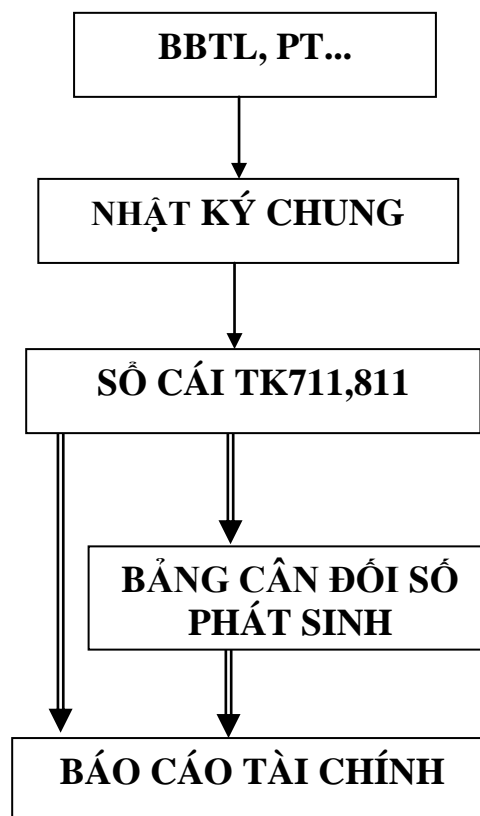 BBTL, PT...
NHẬT KÝ CHUNG
SỔ CÁI TK711,811
BẢNG CÂN ĐỐI SỐ
PHÁT SINH
BÁO CÁO TÀI CHÍNH